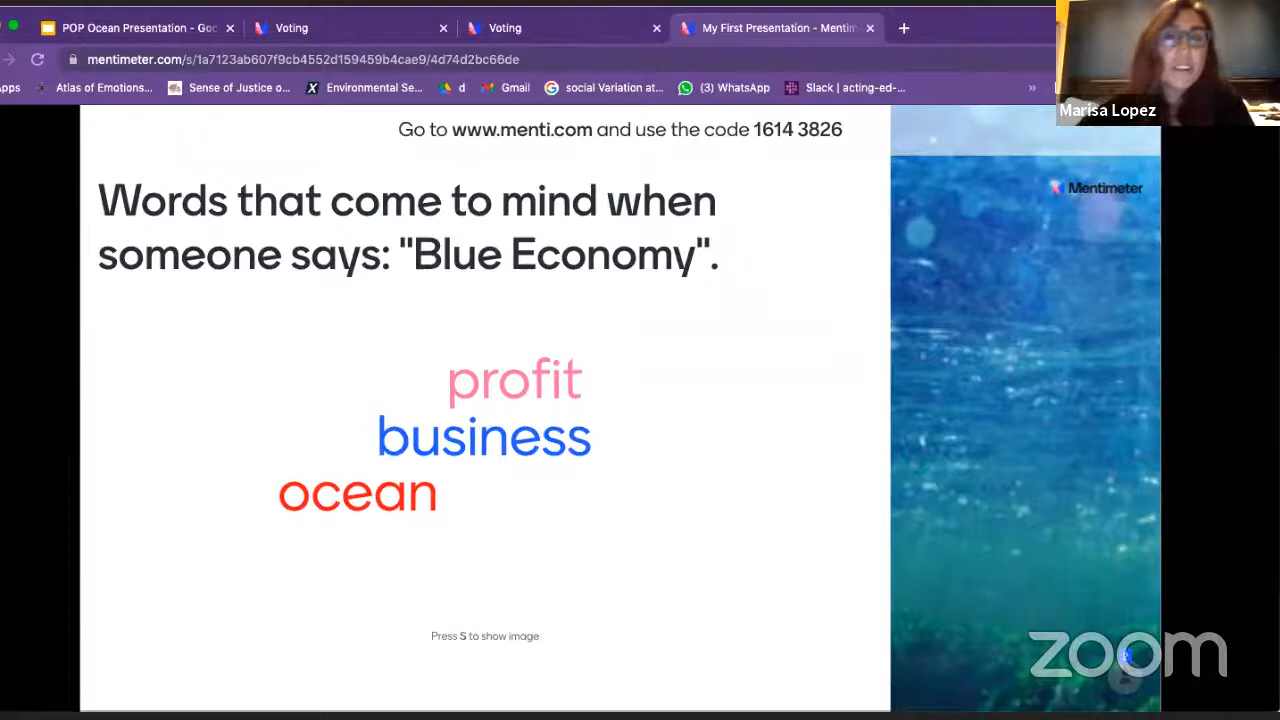 POP Ocean Presentation - Goo
Voting
Voting
My First Presentation - Mentim
mentimeter.com/s/1a7123ab607f9cb4552d159459b4cae9/4d74d2bc66de
Apps
Atlas of Emotions...
Sense of Justice o...
Environmental Se...
d
Gmail
social Variation at...
(3) WhatsApp
Slack | acting-ed-...
»
Marisa Lopez
Go to www.menti.com and use the code 1614 3826
Mentimeter
Words that come to mind when
someone says: "Blue Economy".
profit
business
ocean
Press S to show image
zoom